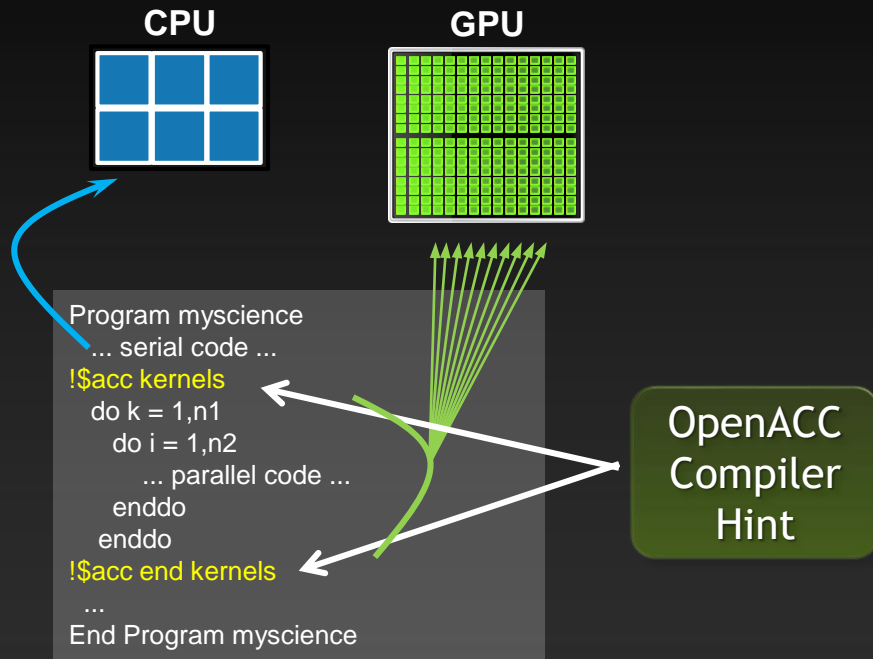 CPU
GPU
Program myscience
... serial code ...
!$acc kernels
do k = 1,n1
do i = 1,n2
... parallel code ...
enddo
enddo
!$acc end kernels
...
End Program myscience
OpenACC
Compiler
Hint